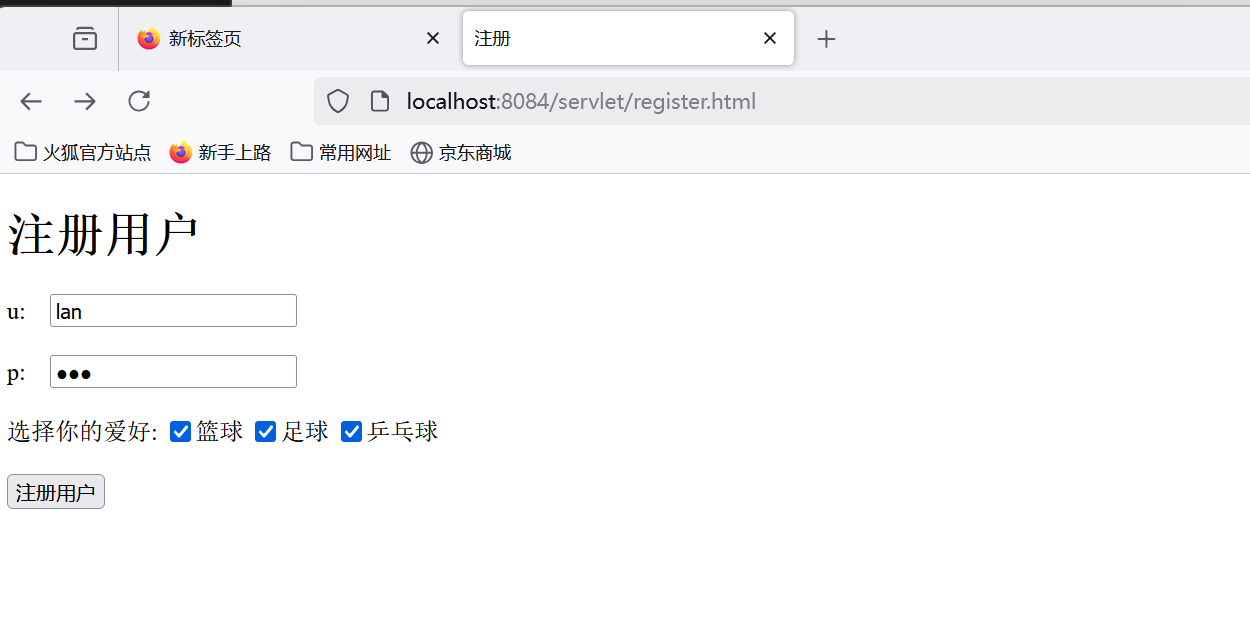 新标签页
注册
localhost:8084/servlet/register.html
火狐官方站点 新手上路 常用网址 京东商城
注册用户
u: lan
p: •••
选择你的爱好: 篮球 足球 乒乓球
注册用户